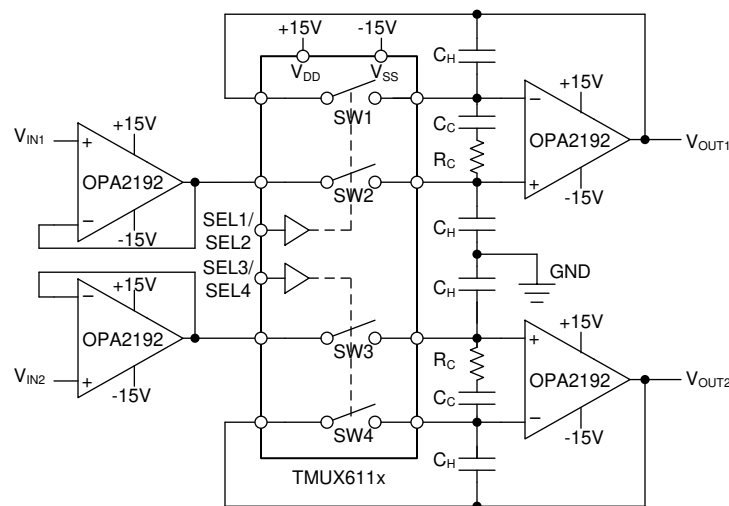 +15V
-15V
VDD
VSS
CH
SW1
CC
RC
+15V
−
OPA2192
+
-15V
VOUT1
VIN1
+15V
+
OPA2192
−
-15V
SW2
SEL1/
SEL2
SEL3/
SEL4
CH
CH
GND
+15V
−
OPA2192
+
-15V
VIN2
SW3
RC
CC
+15V
+
OPA2192
−
-15V
VOUT2
SW4
CH
TMUX611x